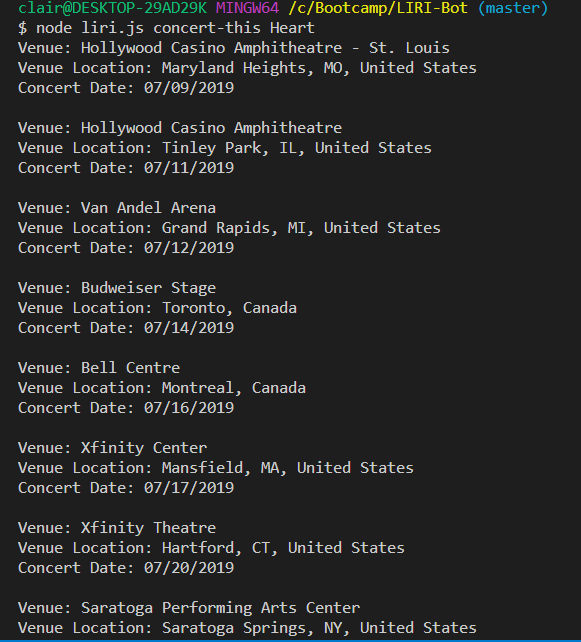 clair@DESKTOP-29AD29K MINGW64 /c/Bootcamp/LIRI-Bot (master)
$ node liri.js concert-this Heart
Venue: Hollywood Casino Amphitheatre - St. Louis
Venue Location: Maryland Heights, MO, United States
Concert Date: 07/09/2019

Venue: Hollywood Casino Amphitheatre
Venue Location: Tinley Park, IL, United States
Concert Date: 07/11/2019

Venue: Van Andel Arena
Venue Location: Grand Rapids, MI, United States
Concert Date: 07/12/2019

Venue: Budweiser Stage
Venue Location: Toronto, Canada
Concert Date: 07/14/2019

Venue: Bell Centre
Venue Location: Montreal, Canada
Concert Date: 07/16/2019

Venue: Xfinity Center
Venue Location: Mansfield, MA, United States
Concert Date: 07/17/2019

Venue: Xfinity Theatre
Venue Location: Hartford, CT, United States
Concert Date: 07/20/2019

Venue: Saratoga Performing Arts Center
Venue Location: Saratoga Springs, NY, United States